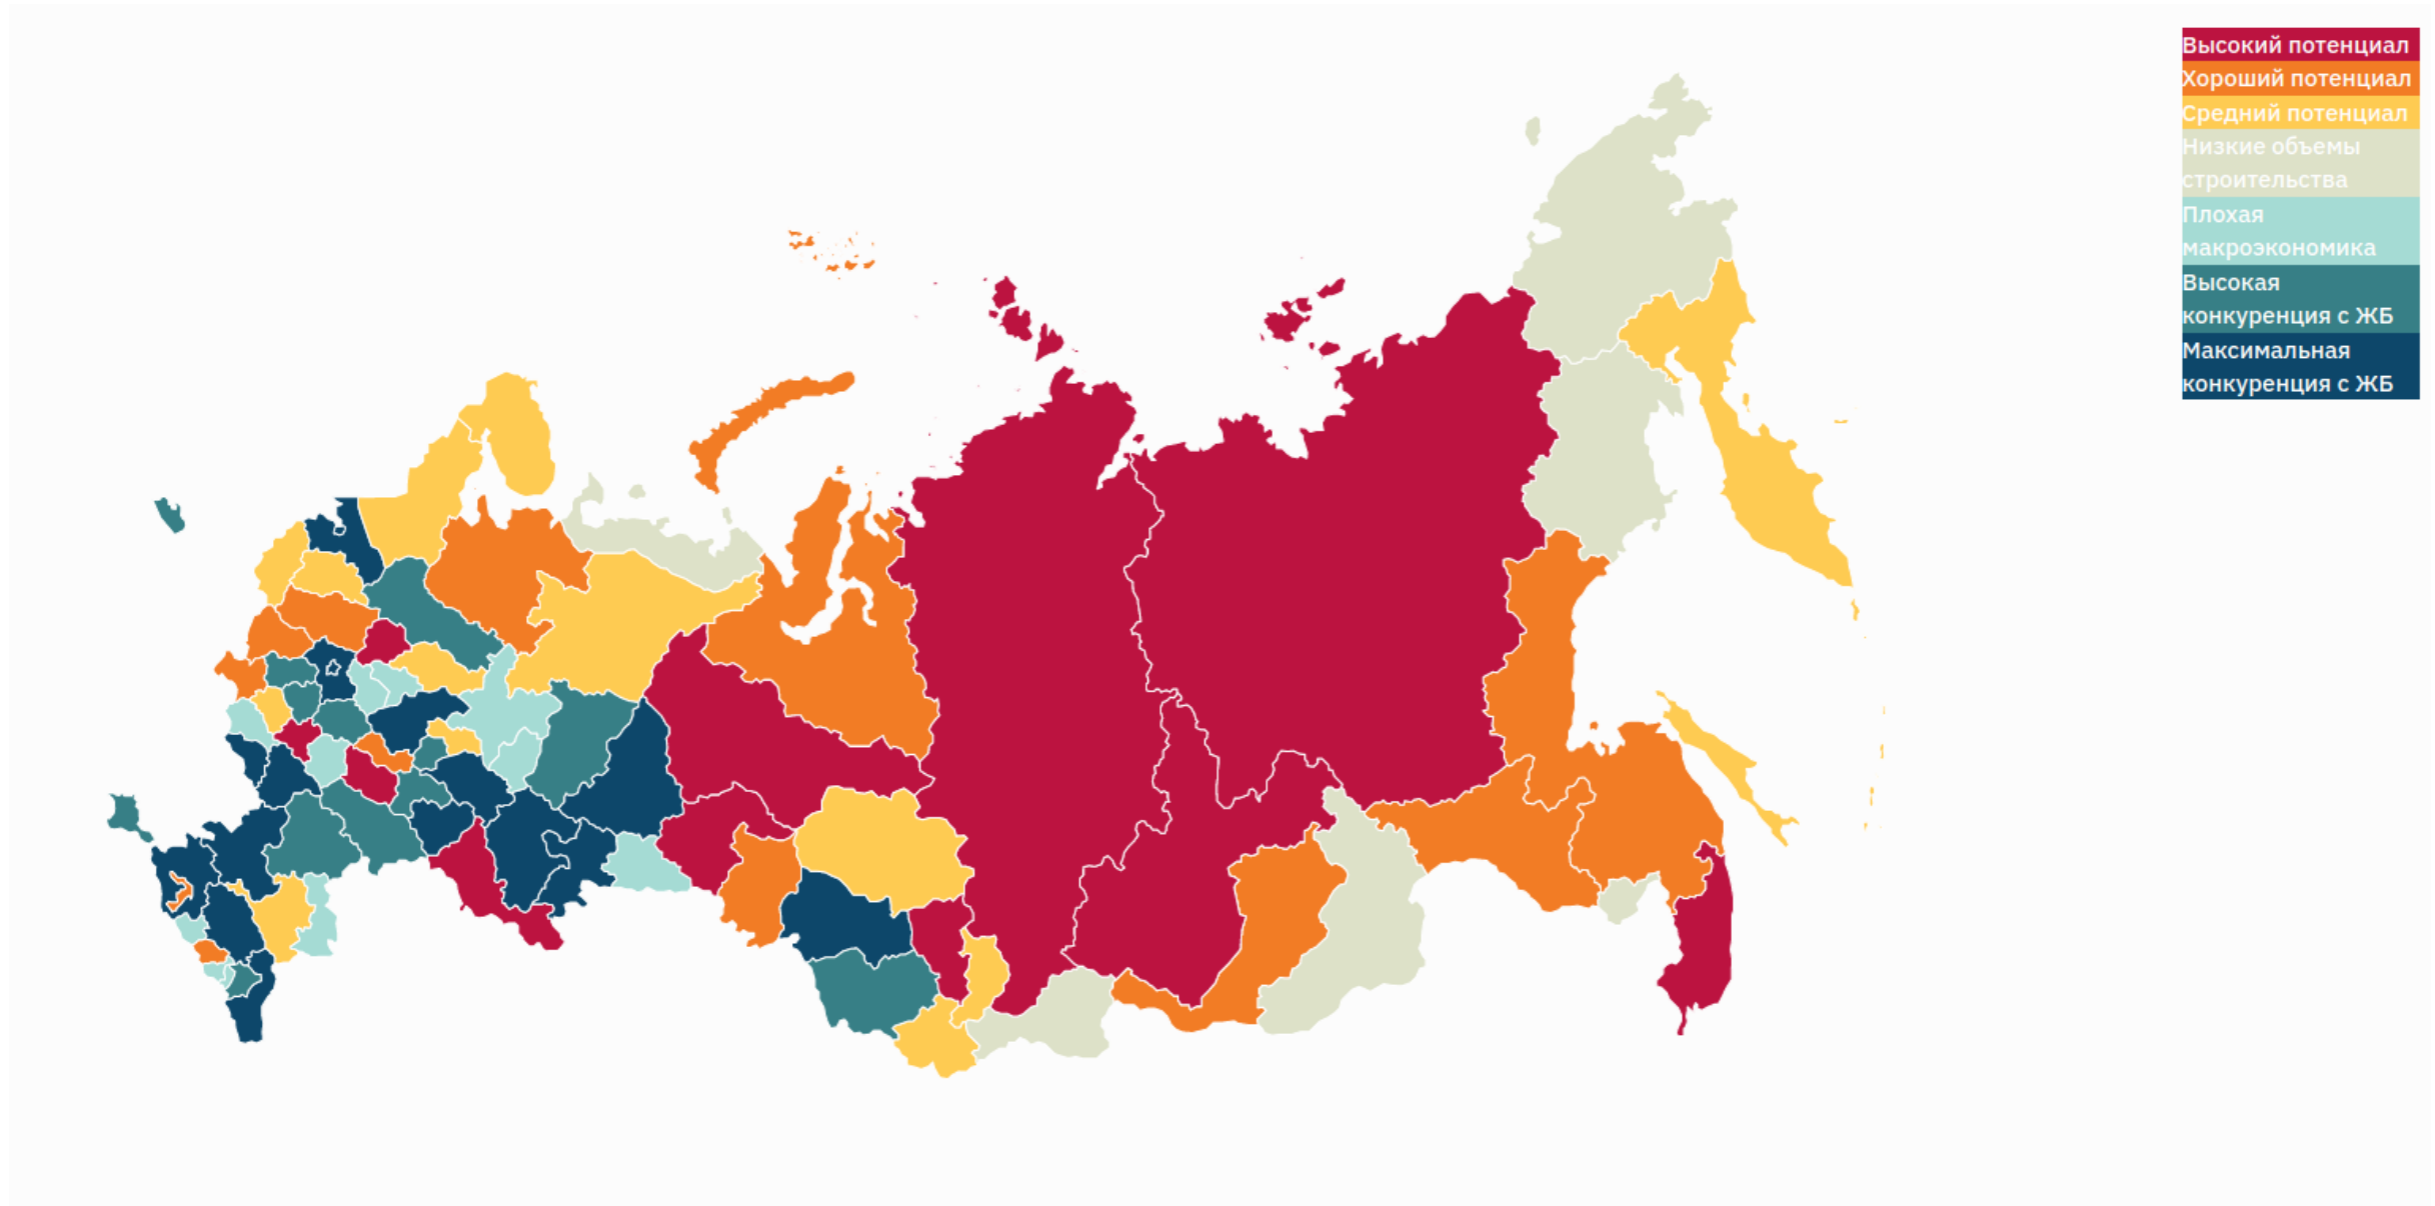 Высокий потенциал
Хороший потенциал
Средний потенциал
Низкие объемы
строительства
Плохая
макроэкономика
Высокая
конкуренция с ЖБ
Максимальная
конкуренция с ЖБ